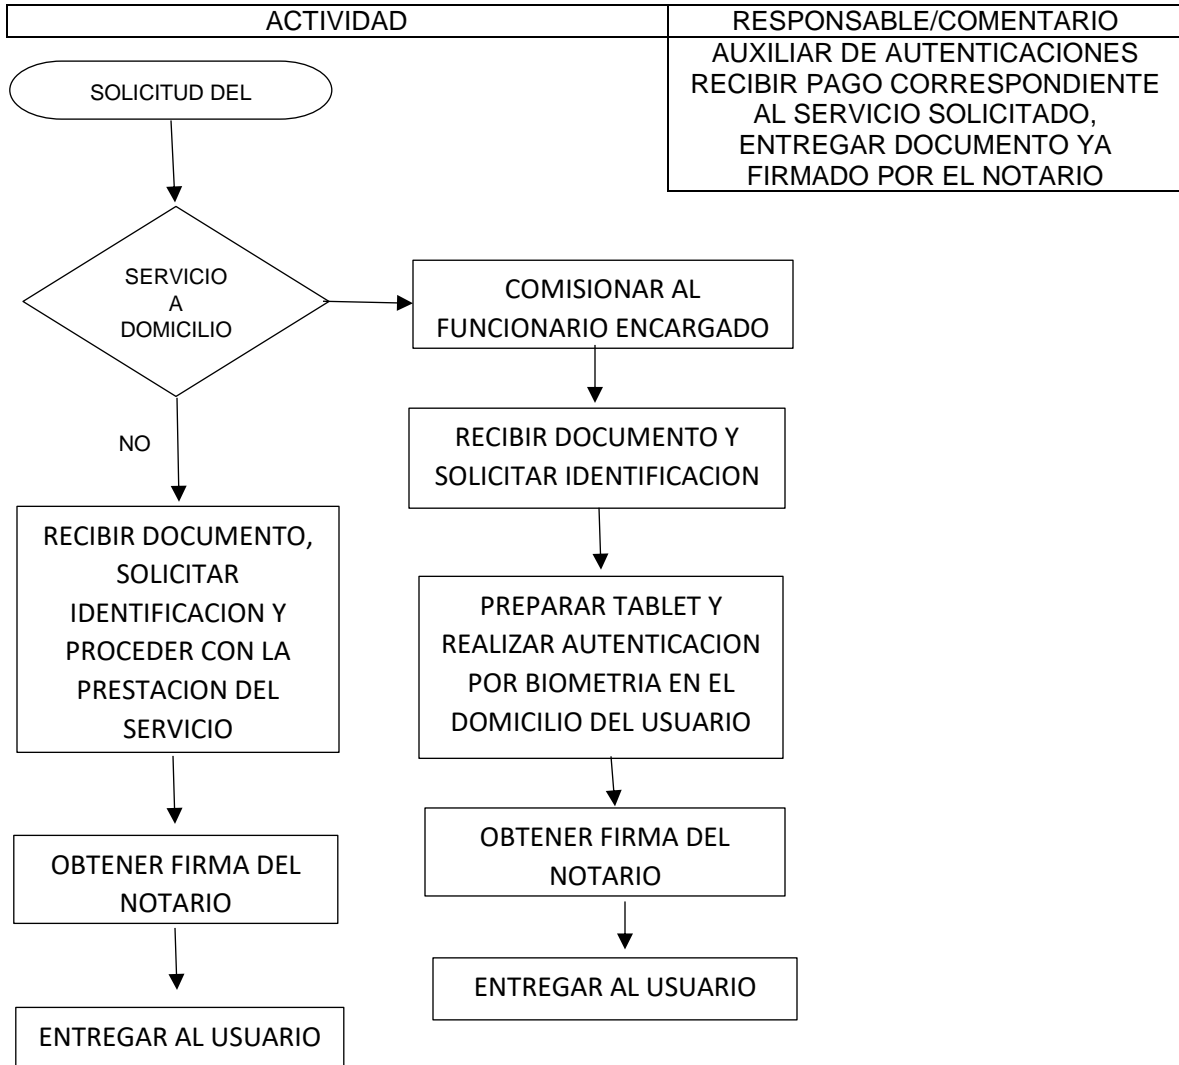 ACTIVIDAD
RESPONSABLE/COMENTARIO
AUXILIAR DE AUTENTICACIONES
RECIBIR PAGO CORRESPONDIENTE
AL SERVICIO SOLICITADO,
ENTREGAR DOCUMENTO YA
FIRMADO POR EL NOTARIO
SOLICITUD DEL
SERVICIO
A
DOMICILIO
COMISIONAR AL
FUNCIONARIO ENCARGADO
NO
RECIBIR DOCUMENTO Y
SOLICITAR IDENTIFICACION
RECIBIR DOCUMENTO,
SOLICITAR
IDENTIFICACION Y
PROCEDER CON LA
PRESTACION DEL
SERVICIO
PREPARAR TABLET Y
REALIZAR AUTENTICACION
POR BIOMETRIA EN EL
DOMICILIO DEL USUARIO
OBTENER FIRMA DEL
NOTARIO
OBTENER FIRMA DEL
NOTARIO
ENTREGAR AL USUARIO
ENTREGAR AL USUARIO